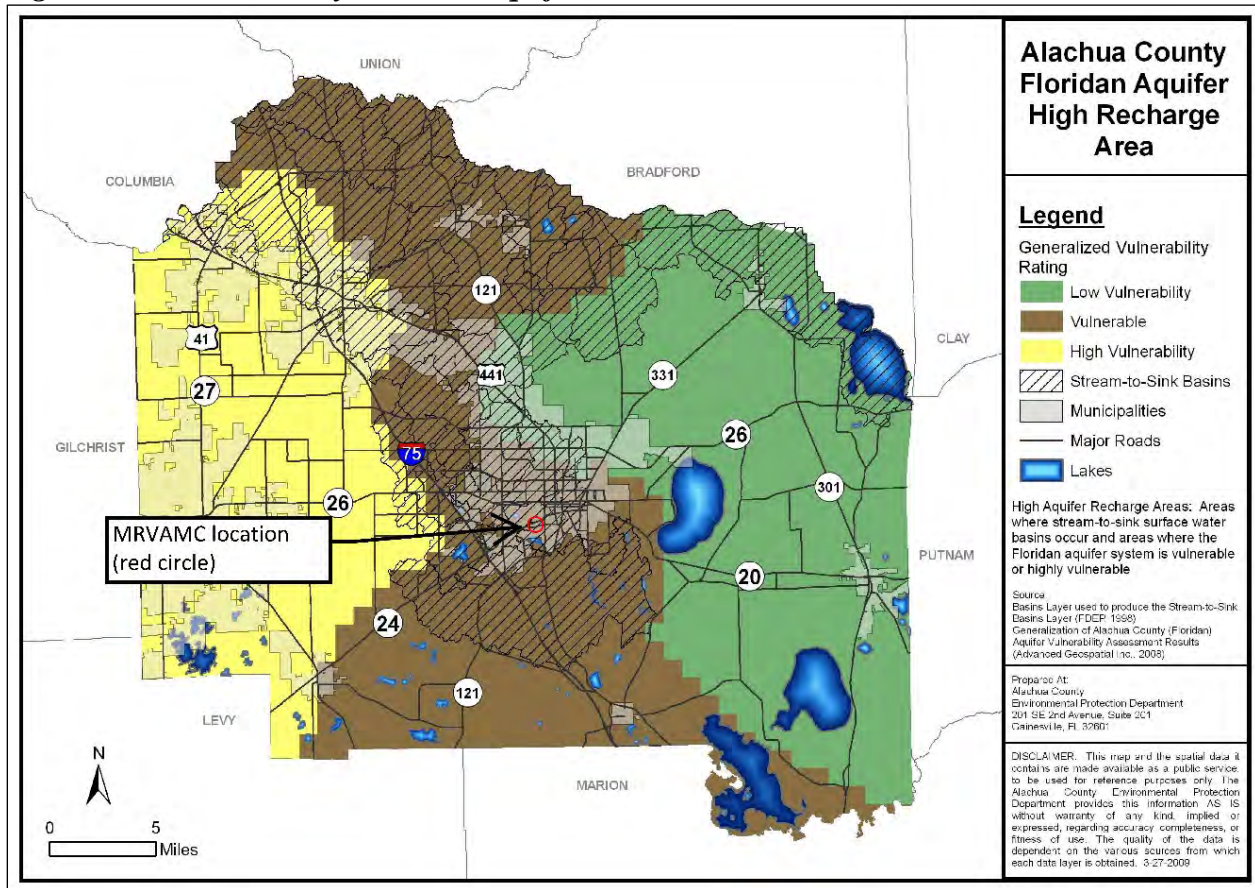 Alachua County
Floridan Aquifer
High Recharge
Area
Legend
Generalized Vulnerability
Rating
Low Vulnerability
Vulnerable
High Vulnerability
Stream-to-Sink Basins
Municipalities
Major Roads
Lakes
High Aquifer Recharge Areas: Areas
where stream-to-sink surface water
basins occur and areas where the
Floridan aquifer system is vulnerable
or highly vulnerable
Source
Basins Layer used to produce the Stream-to-Sink
Basins Layer (FDEP 1998)
Generalization of Alachua County (Floridan)
Aquifer Vulnerability Assessment Results
(Advanced Geospatial Inc., 2008)
Prepared At:
Alachua County
Environmental Protection Department
201 SE 2nd Avenue, Suite 201
Gainesville, FL 32601
DISCLAIMER: This map and the spatial data it
contains are made available as a public service,
to be used for reference purposes only. The
Alachua County Environmental Protection
Department provides this information AS IS
without warranty of any kind, implied or
expressed, regarding accuracy, completeness, or
fitness of use. The quality of the data is
dependent on the various sources from which
each data layer is obtained. 3-27-2009
UNION
COLUMBIA
BRADFORD
121
41
441
CLAY
27
331
26
GILCHRIST
75
301
26
MRVAMC location
(red circle)
PUTNAM
20
24
121
LEVY
N
MARION
0 5
Miles